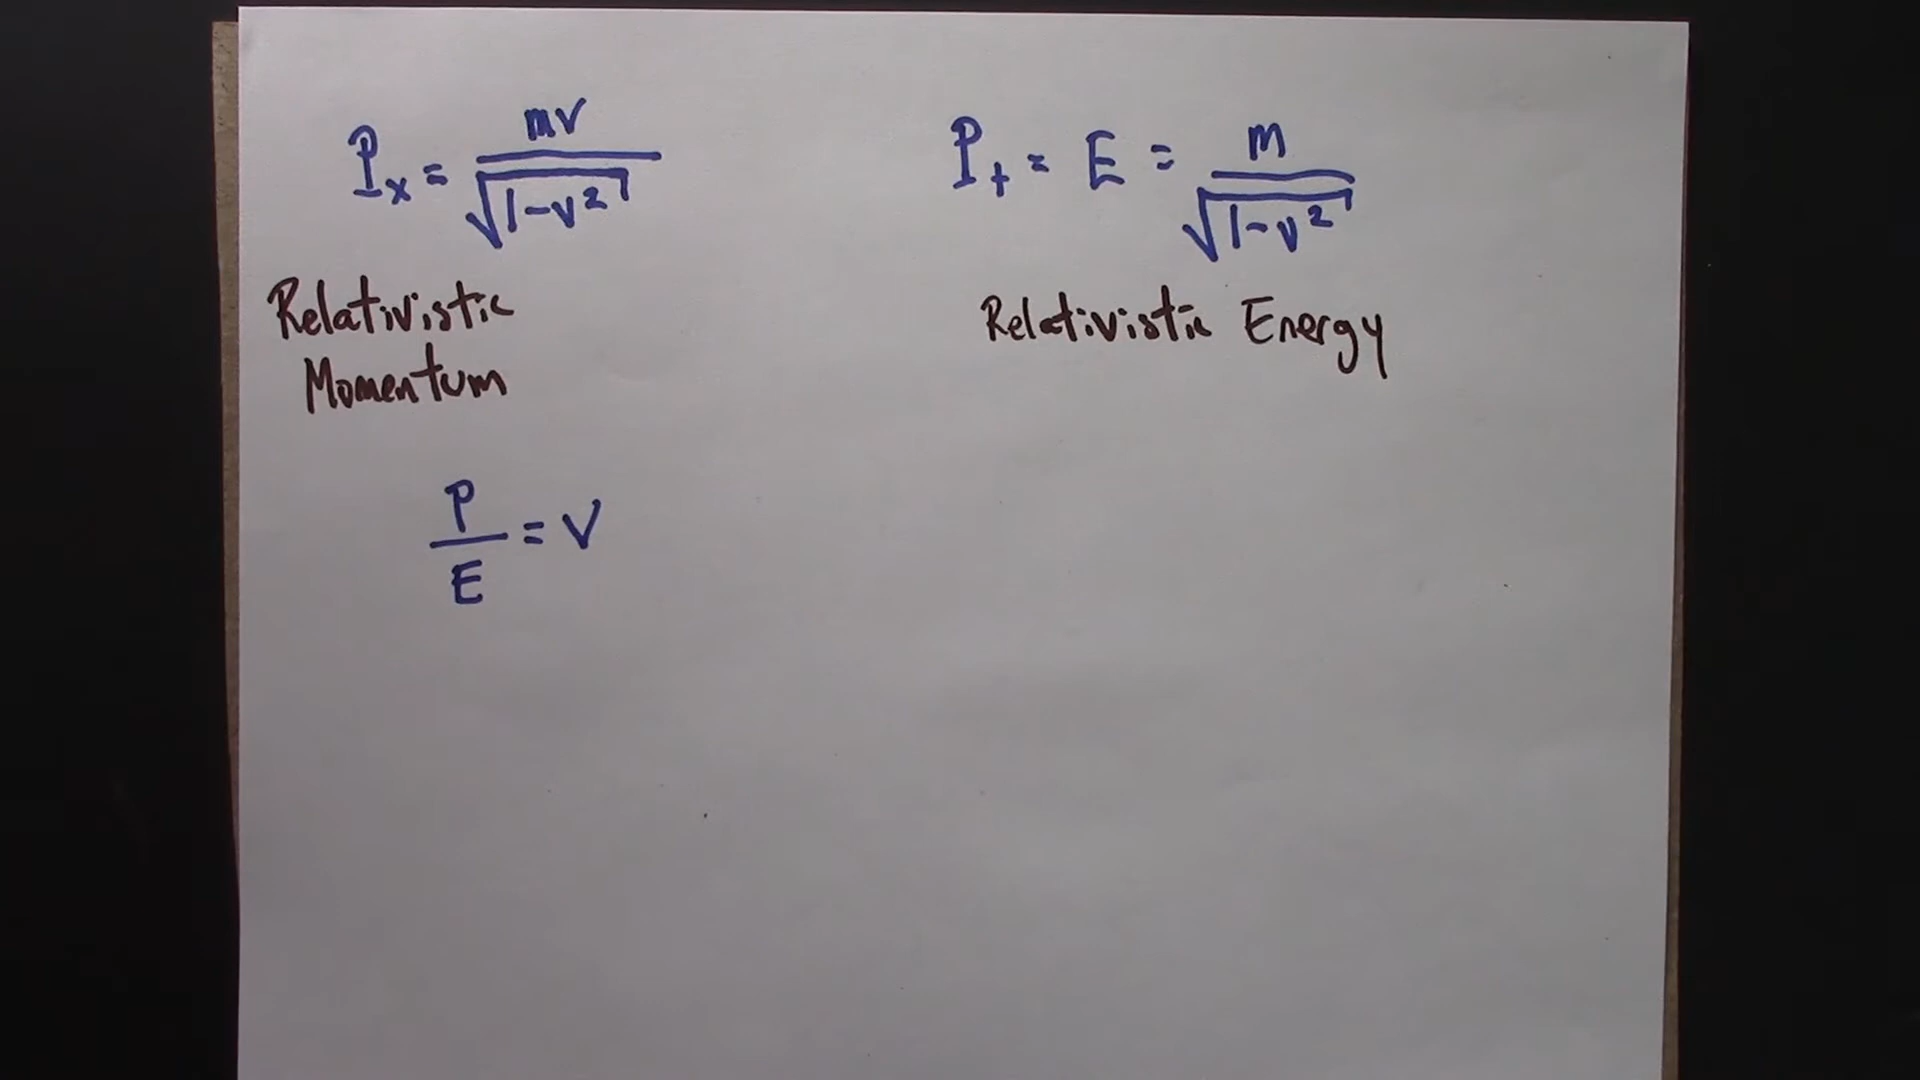 Px = mv / √(1-v²)
Pt = E = m / √(1-v²)
Relativistic
Momentum
Relativistic Energy
P / E = v